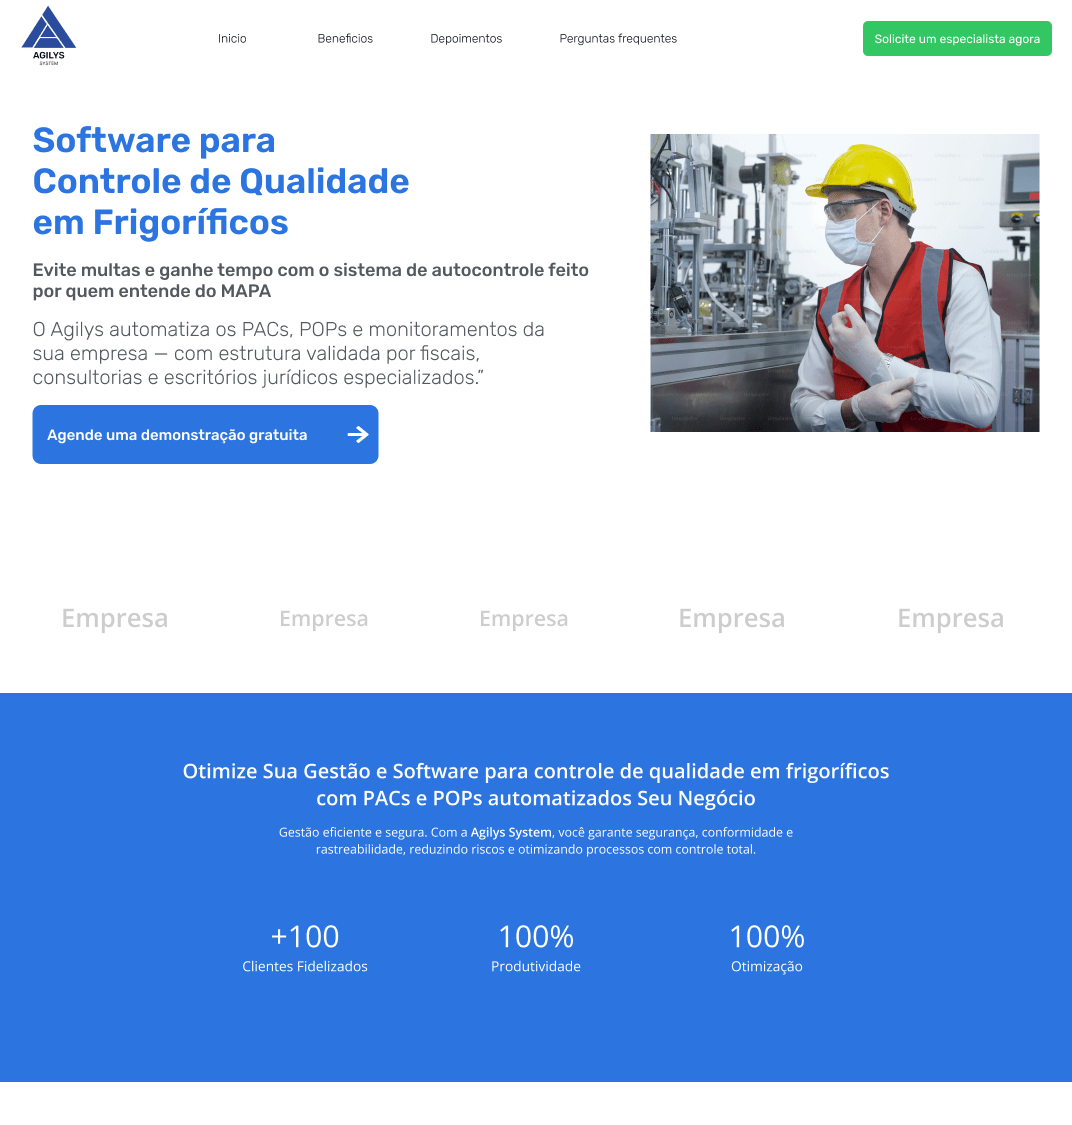 AGILYS
SYSTEM
Inicio
Beneficios
Depoimentos
Perguntas frequentes
Solicite um especialista agora
Software para
Controle de Qualidade
em Frigoríficos
Evite multas e ganhe tempo com o sistema de autocontrole feito
por quem entende do MAPA
O Agilys automatiza os PACs, POPs e monitoramentos da
sua empresa — com estrutura validada por fiscais,
consultorias e escritórios jurídicos especializados.”
Agende uma demonstração gratuita
Empresa
Empresa
Empresa
Empresa
Empresa
Otimize Sua Gestão e Software para controle de qualidade em frigoríficos
com PACs e POPs automatizados Seu Negócio
Gestão eficiente e segura. Com a Agilys System, você garante segurança, conformidade e
rastreabilidade, reduzindo riscos e otimizando processos com controle total.
+100
Clientes Fidelizados
100%
Produtividade
100%
Otimização